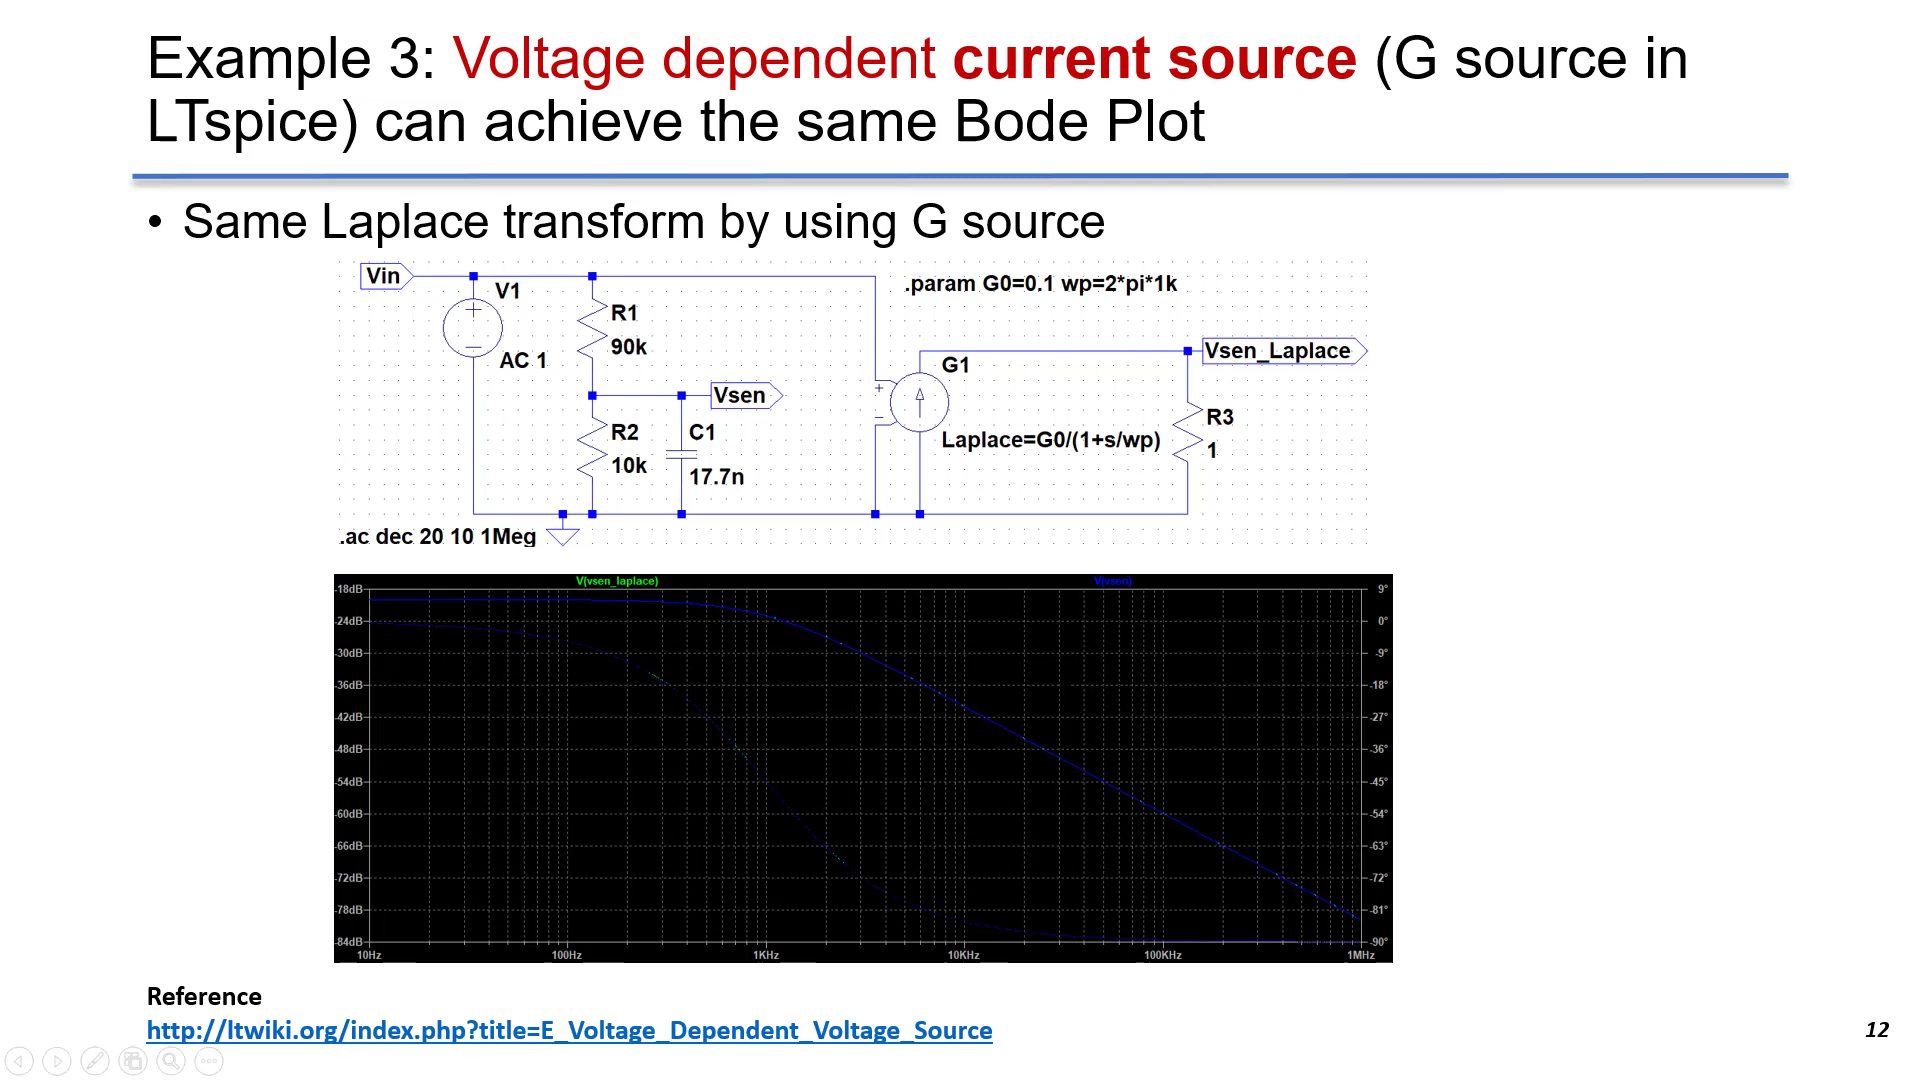 Example 3: Voltage dependent current source (G source in
LTspice) can achieve the same Bode Plot
• Same Laplace transform by using G source
Vin
V1
AC 1
R1
90k
R2
10k
Vsen
C1
17.7n
.param G0=0.1 wp=2*pi*1k
G1
Laplace=G0/(1+s/wp)
Vsen_Laplace
R3
1
.ac dec 20 10 1Meg
V(vsen_laplace)
V(vsen)
-18dB
-24dB
-30dB
-36dB
-42dB
-48dB
-54dB
-60dB
-66dB
-72dB
-78dB
-84dB
9°
0°
-9°
-18°
-27°
-36°
-45°
-54°
-63°
-72°
-81°
-90°
10Hz
100Hz
1KHz
10KHz
100KHz
1MHz
Reference
http://ltwiki.org/index.php?title=E_Voltage_Dependent_Voltage_Source
12